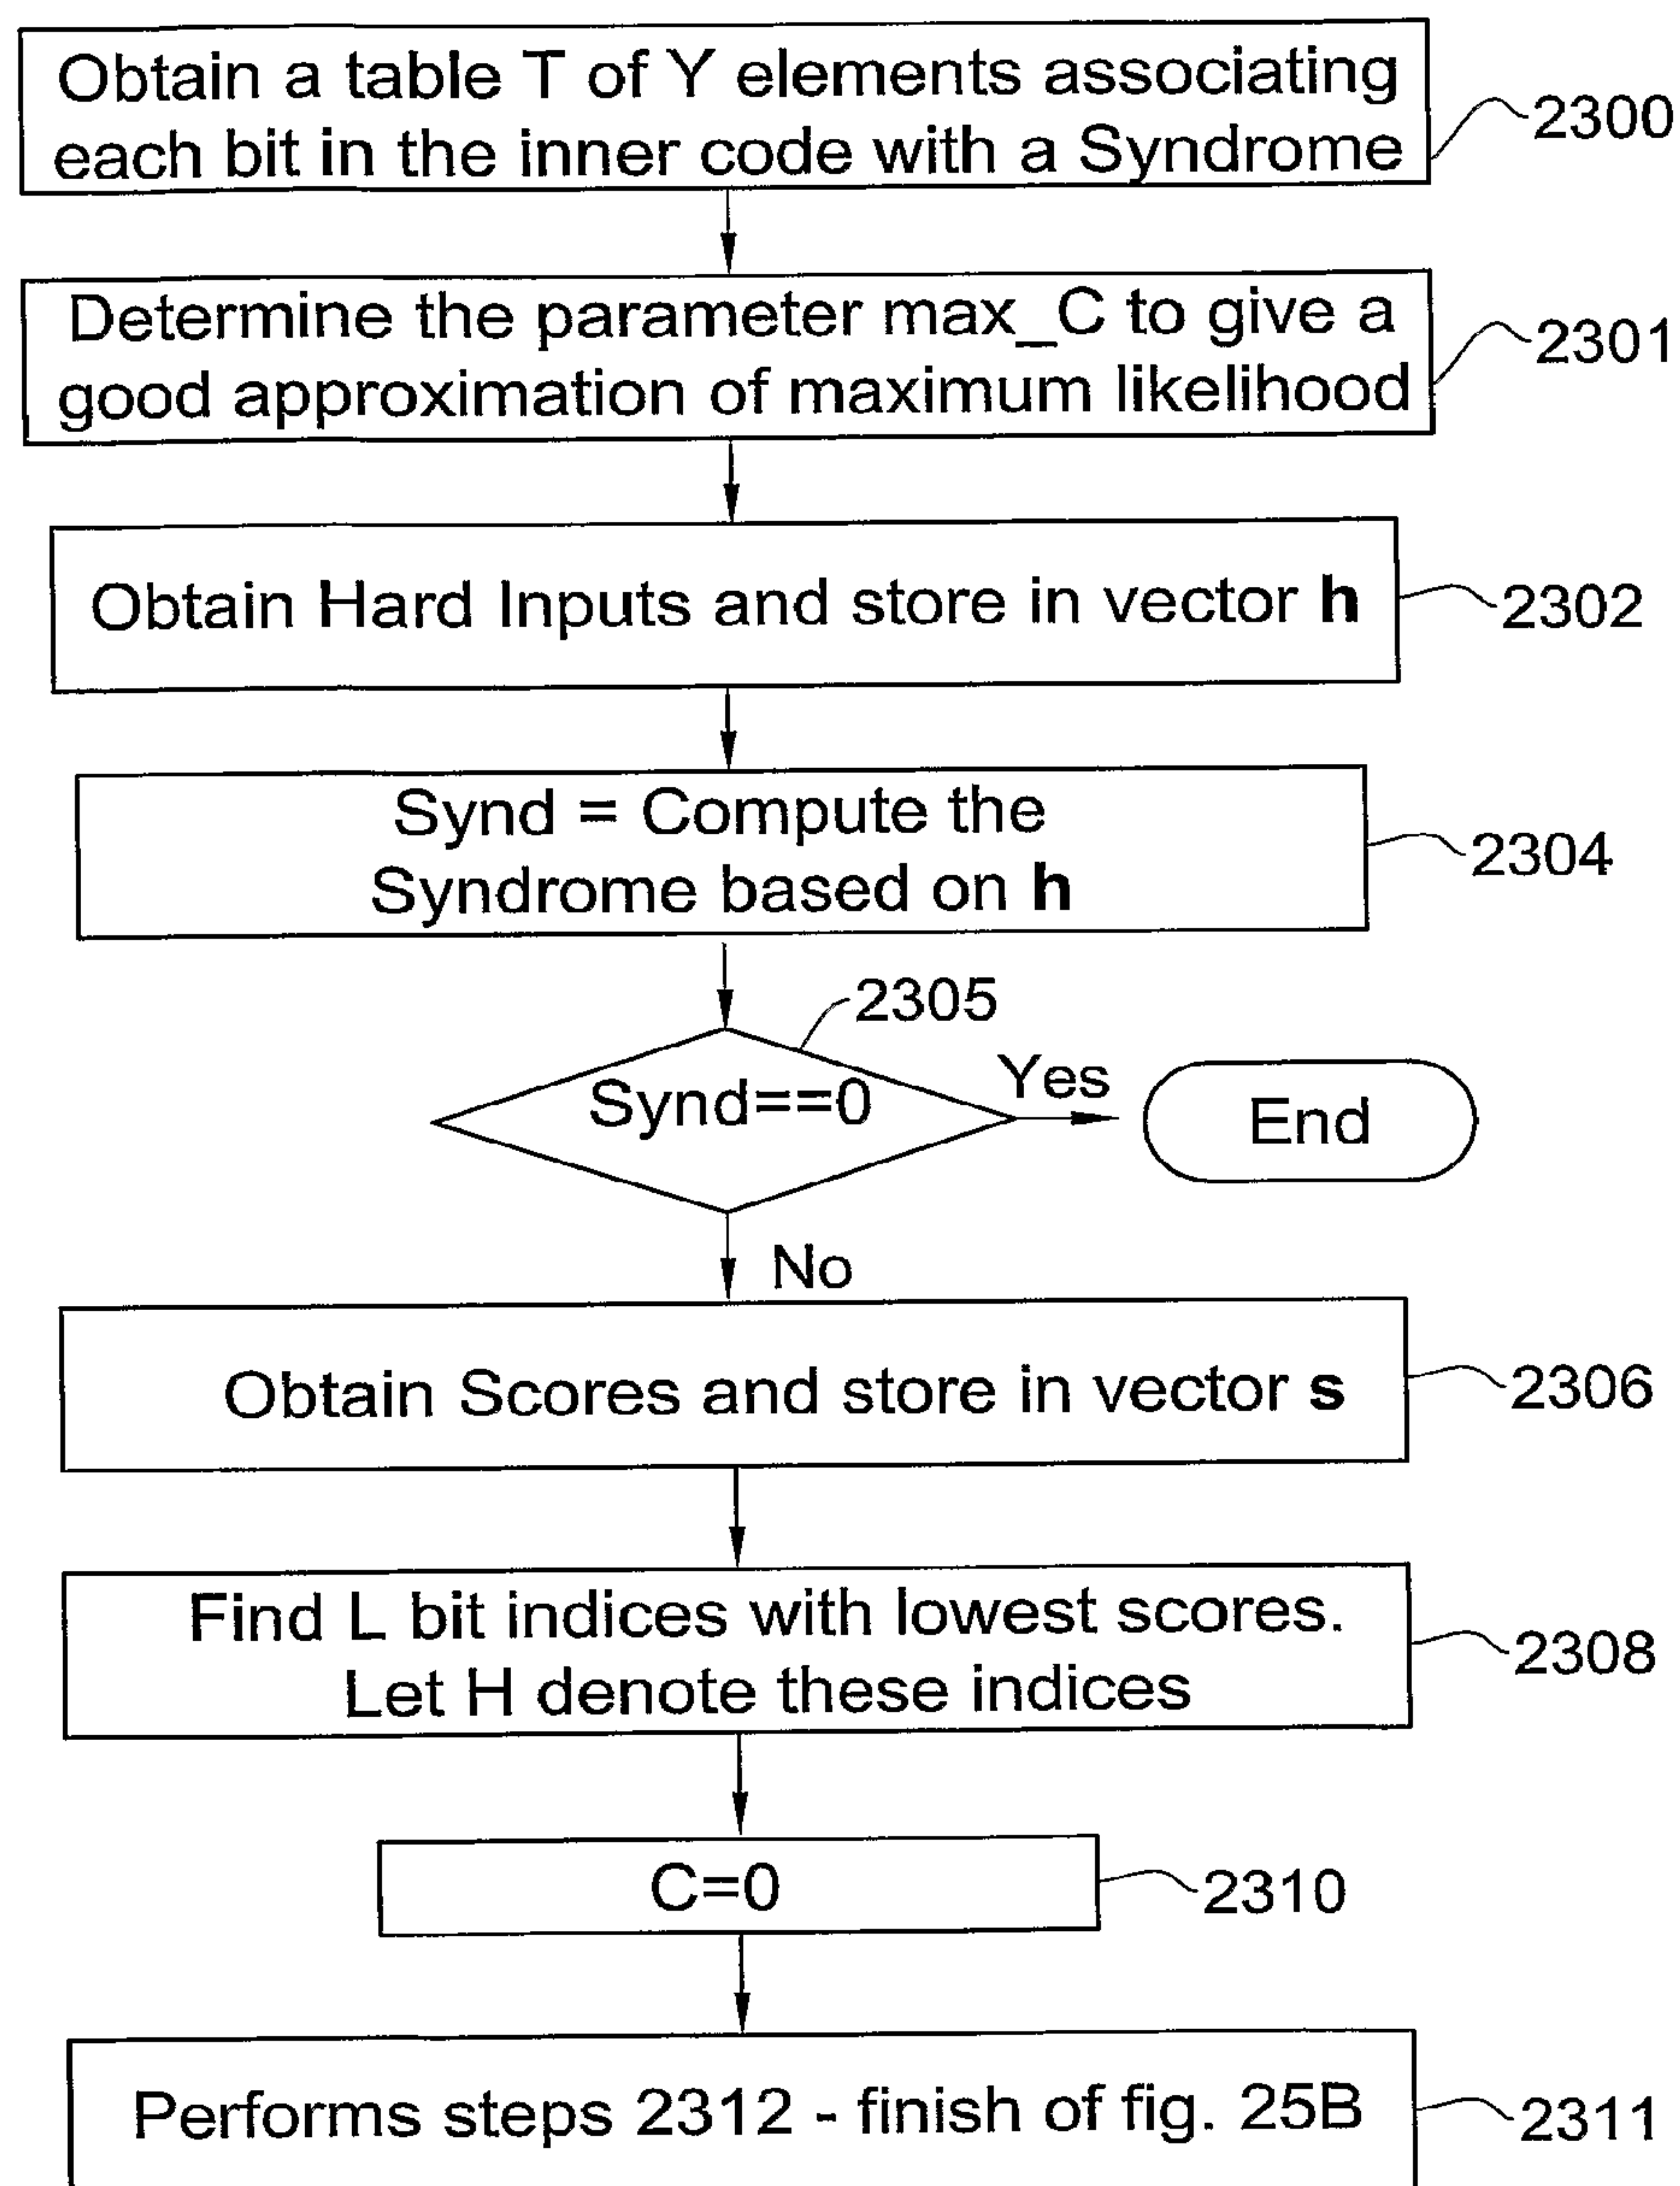 Obtain a table T of Y elements associating
each bit in the inner code with a Syndrome
2300
Determine the parameter max_C to give a
good approximation of maximum likelihood
2301
Obtain Hard Inputs and store in vector h
2302
Synd = Compute the
Syndrome based on h
2304
2305
Synd==0
Yes
End
No
Obtain Scores and store in vector s
2306
Find L bit indices with lowest scores.
Let H denote these indices
2308
C=0
2310
Performs steps 2312 - finish of fig. 25B
2311